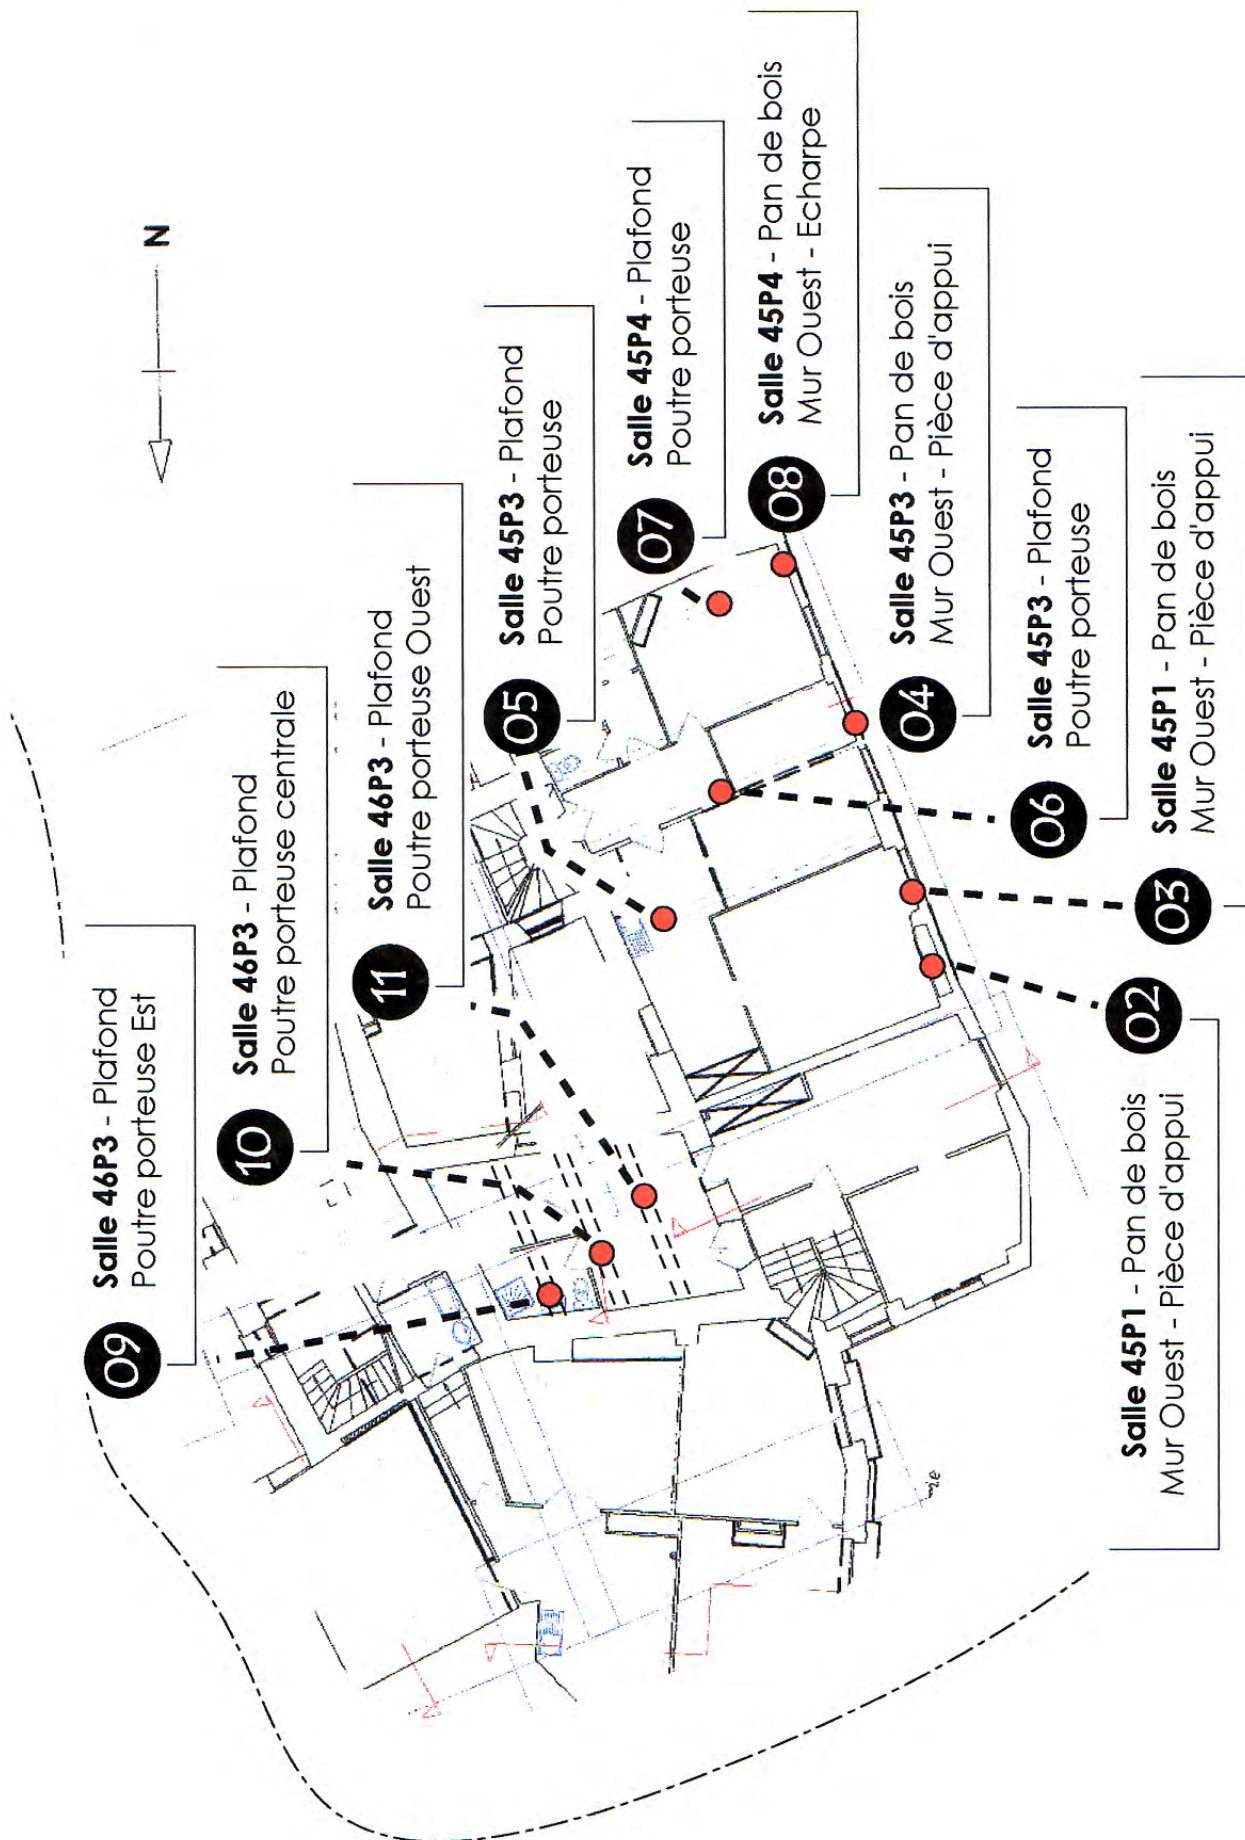 N
09
Salle 46P3 - Plafond
Poutre porteuse Est
10
Salle 46P3 - Plafond
Poutre porteuse centrale
11
Salle 46P3 - Plafond
Poutre porteuse Ouest
05
Salle 45P3 - Plafond
Poutre porteuse
07
Salle 45P4 - Plafond
Poutre porteuse
08
Salle 45P4 - Pan de bois
Mur Ouest - Echarpe
04
Salle 45P3 - Pan de bois
Mur Ouest - Pièce d'appui
06
Salle 45P3 - Plafond
Poutre porteuse
03
Salle 45P1 - Pan de bois
Mur Ouest - Pièce d'appui
02
Salle 45P1 - Pan de bois
Mur Ouest - Pièce d'appui